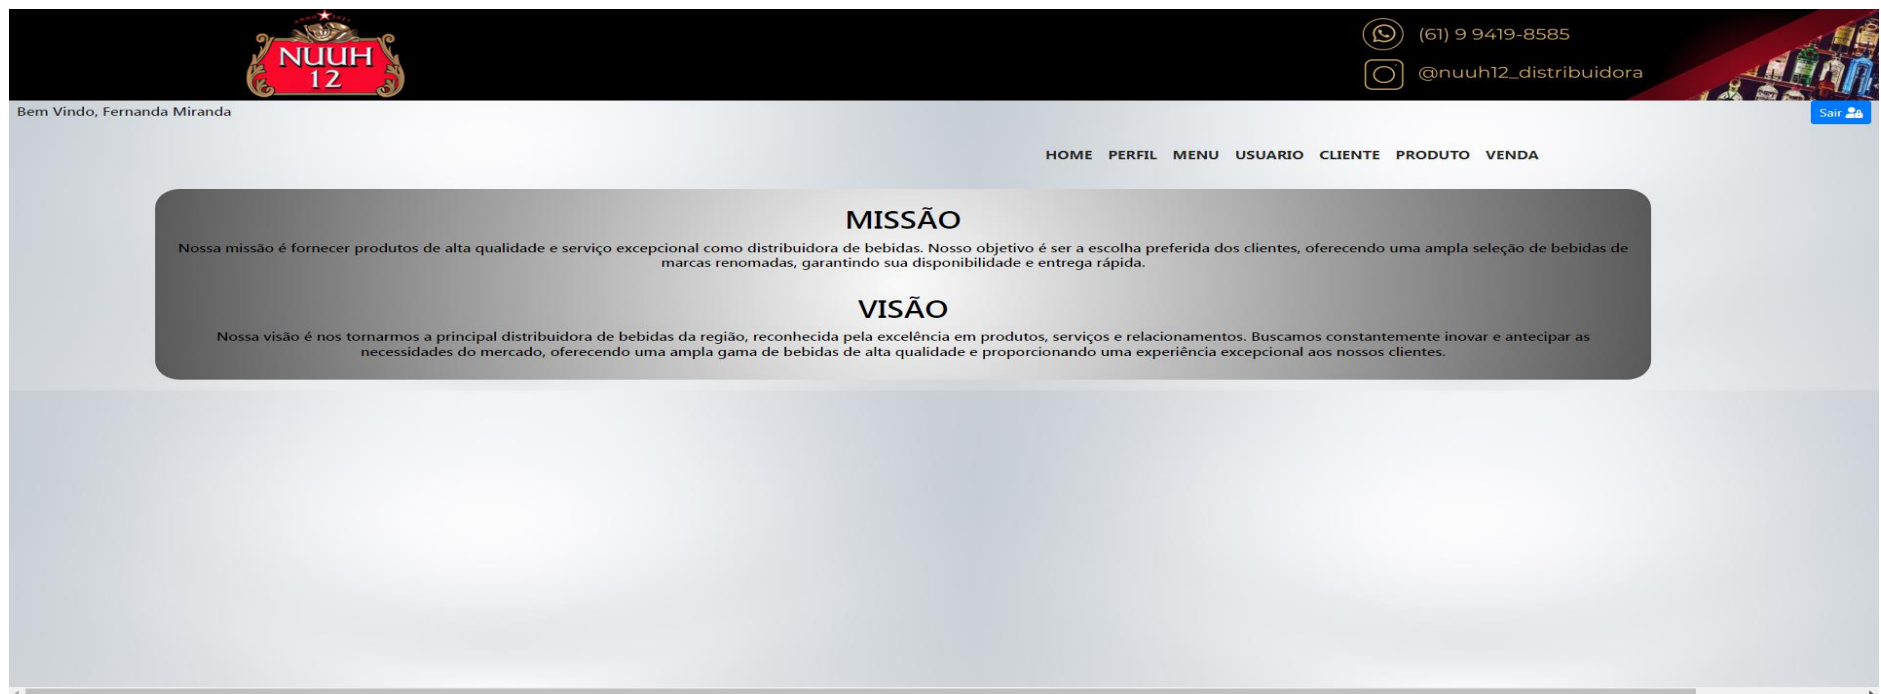 NUUH
12
(61) 9 9419-8585
@nuuh12_distribuidora
Bem Vindo, Fernanda Miranda
Sair
HOME PERFIL MENU USUARIO CLIENTE PRODUTO VENDA
MISSÃO
Nossa missão é fornecer produtos de alta qualidade e serviço excepcional como distribuidora de bebidas. Nosso objetivo é ser a escolha preferida dos clientes, oferecendo uma ampla seleção de bebidas de
marcas renomadas, garantindo sua disponibilidade e entrega rápida.
VISÃO
Nossa visão é nos tornarmos a principal distribuidora de bebidas da região, reconhecida pela excelência em produtos, serviços e relacionamentos. Buscamos constantemente inovar e antecipar as
necessidades do mercado, oferecendo uma ampla gama de bebidas de alta qualidade e proporcionando uma experiência excepcional aos nossos clientes.